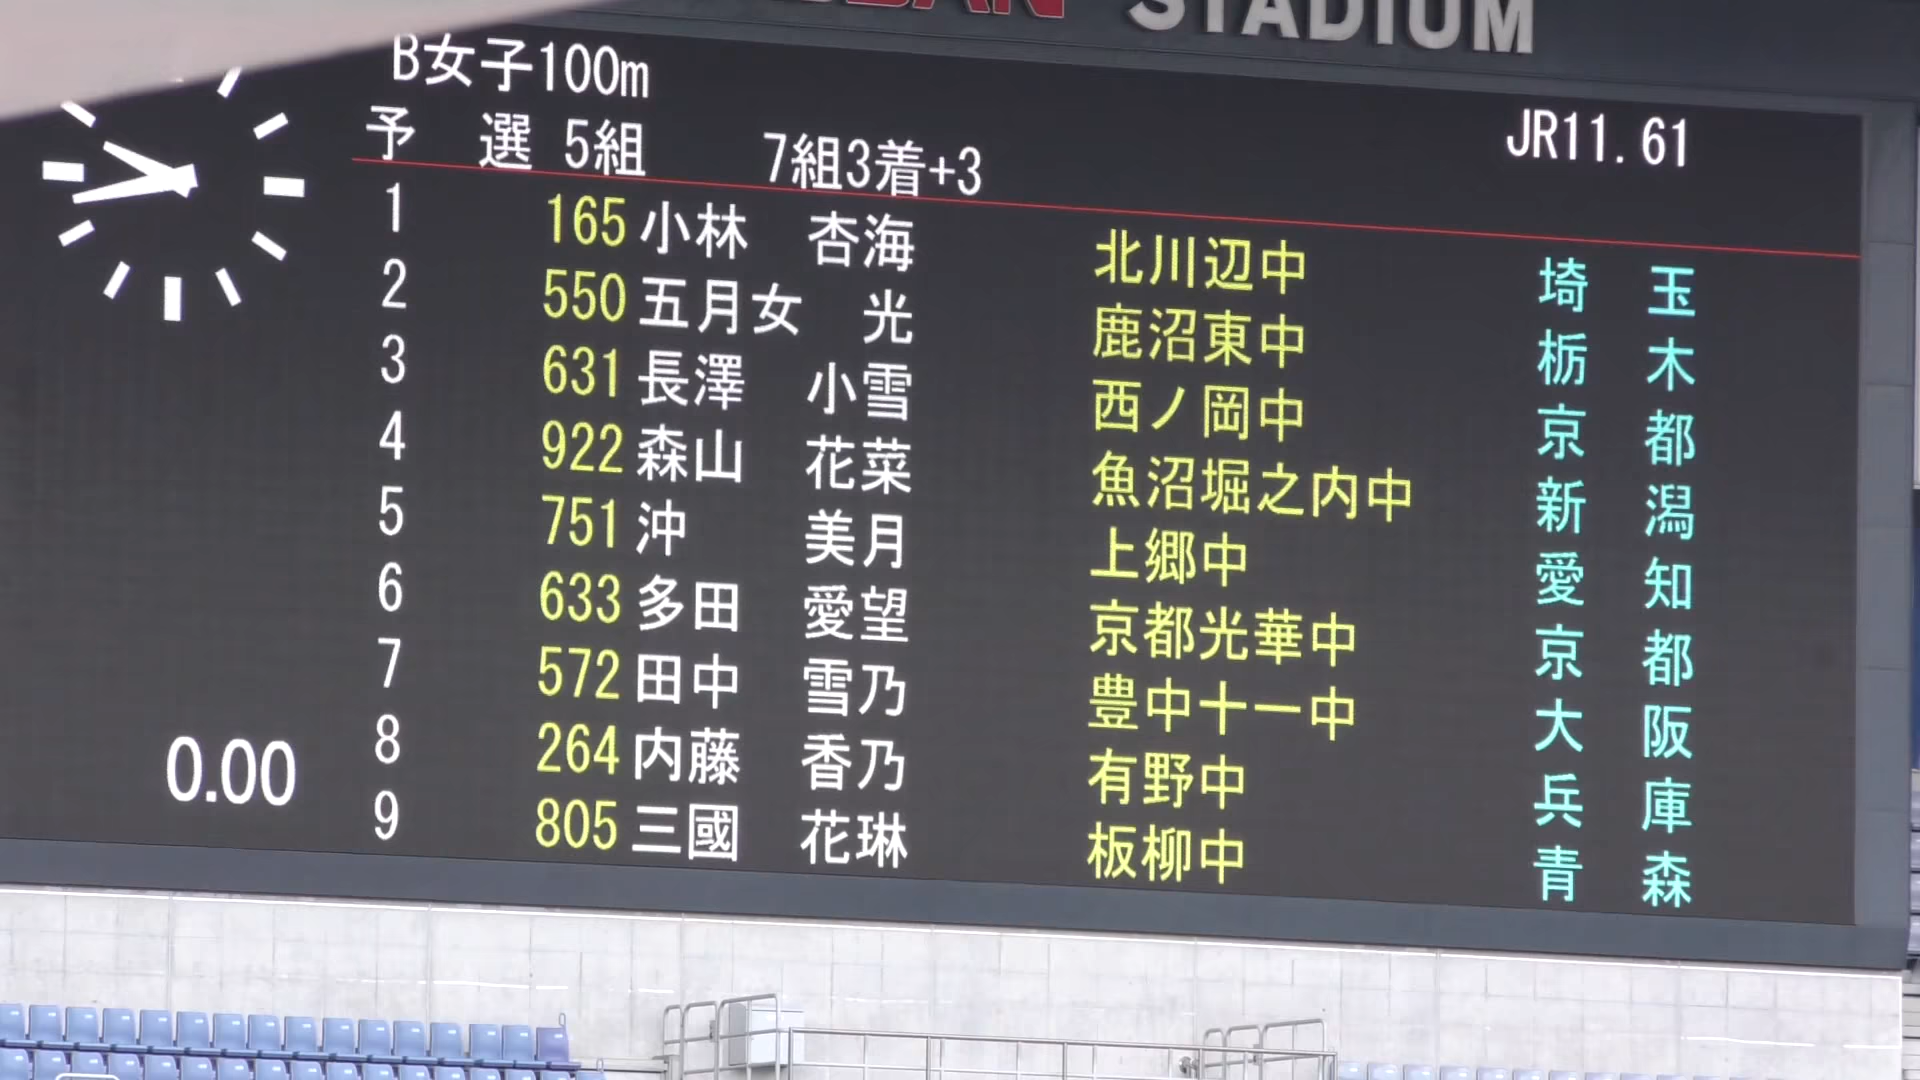 STADIUM
B女子100m
JR11.61
予 選 5組 7組3着+3
1 165 小林 杏海 北川辺中 埼玉
2 550 五月女 光 鹿沼東中 栃木
3 631 長澤 小雪 西ノ岡中 京都
4 922 森山 花菜 魚沼堀之内中 新潟
5 751 沖 美月 上郷中 愛知
6 633 多田 愛望 京都光華中 京都
7 572 田中 雪乃 豊中十一中 大阪
8 264 内藤 香乃 有野中 兵庫
9 805 三國 花琳 板柳中 青森
0.00